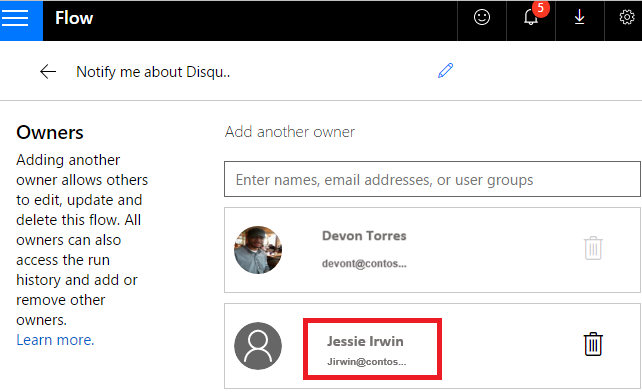 Flow
5
Notify me about Disqu..
Owners
Adding another
owner allows others
to edit, update and
delete this flow. All
owners can also
access the run
history and add or
remove other
owners.
Learn more.
Add another owner
Enter names, email addresses, or user groups
Devon Torres
devont@contos...
Jessie Irwin
Jirwin@contos...